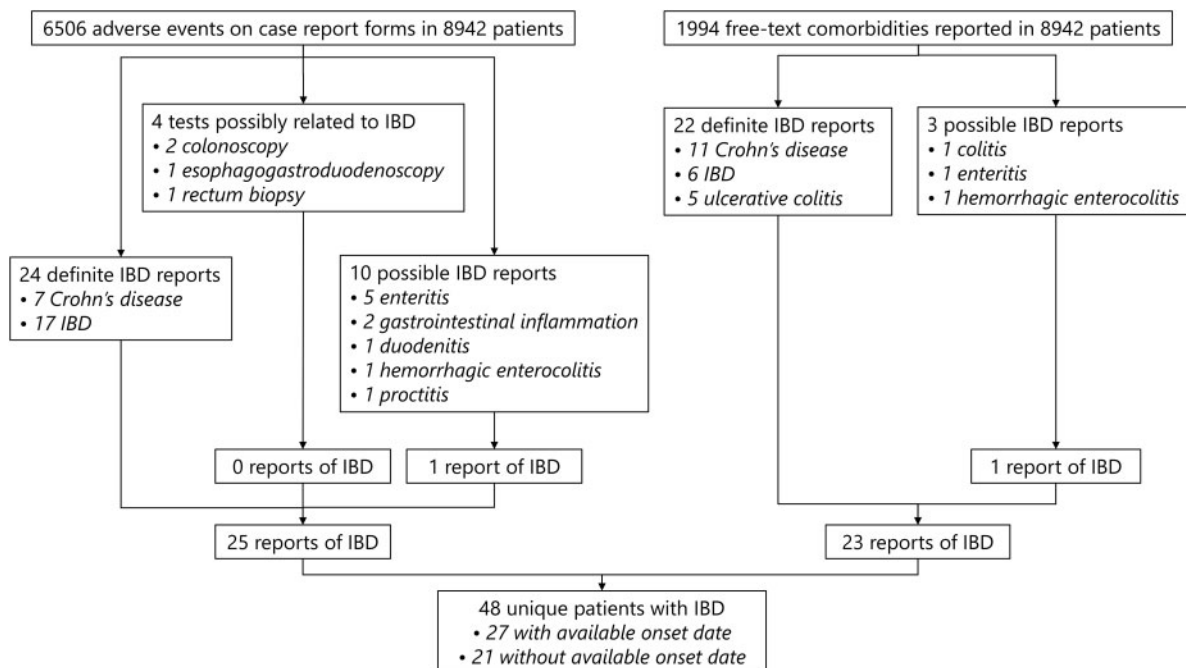 6506 adverse events on case report forms in 8942 patients
4 tests possibly related to IBD
• 2 colonoscopy
• 1 esophagogastroduodenoscopy
• 1 rectum biopsy
24 definite IBD reports
• 7 Crohn's disease
• 17 IBD
10 possible IBD reports
• 5 enteritis
• 2 gastrointestinal inflammation
• 1 duodenitis
• 1 hemorrhagic enterocolitis
• 1 proctitis
0 reports of IBD
1 report of IBD
25 reports of IBD
1994 free-text comorbidities reported in 8942 patients
22 definite IBD reports
• 11 Crohn's disease
• 6 IBD
• 5 ulcerative colitis
3 possible IBD reports
• 1 colitis
• 1 enteritis
• 1 hemorrhagic enterocolitis
1 report of IBD
23 reports of IBD
48 unique patients with IBD
• 27 with available onset date
• 21 without available onset date